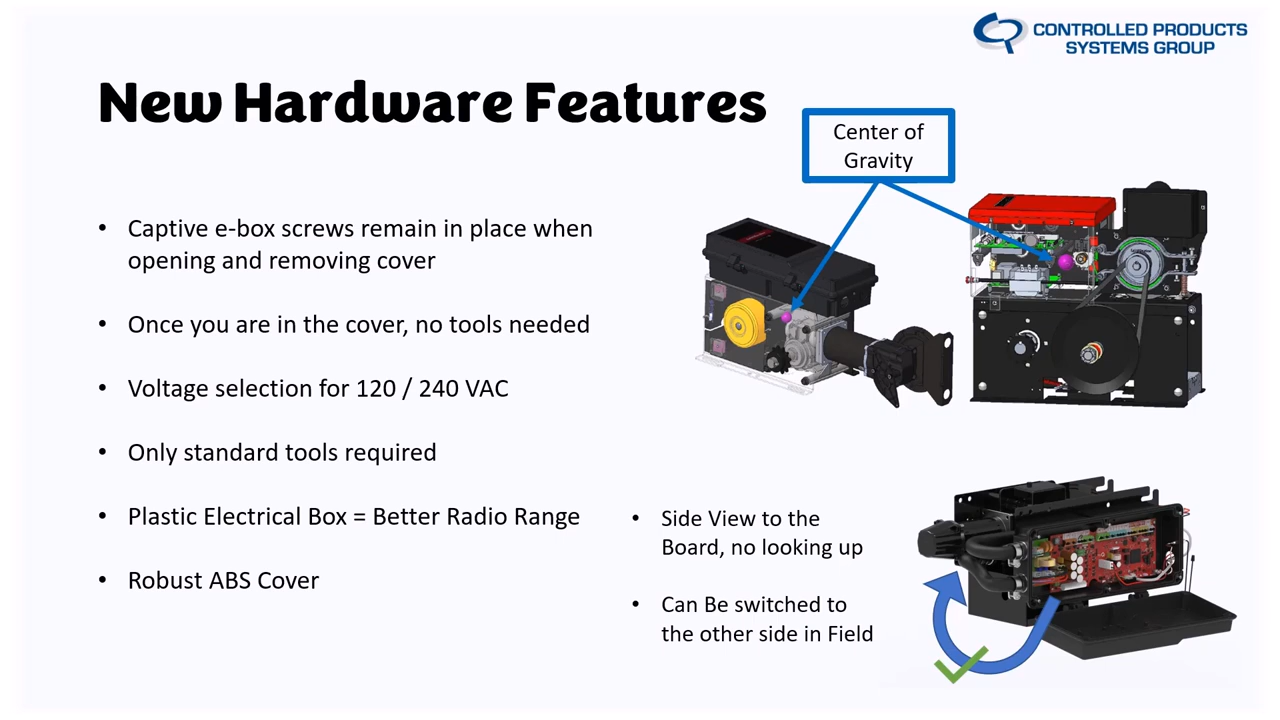 CONTROLLED PRODUCTS
SYSTEMS GROUP
New Hardware Features
Center of
Gravity
• Captive e-box screws remain in place when
opening and removing cover
• Once you are in the cover, no tools needed
• Voltage selection for 120 / 240 VAC
• Only standard tools required
• Plastic Electrical Box = Better Radio Range
• Robust ABS Cover
• Side View to the
Board, no looking up
• Can Be switched to
the other side in Field